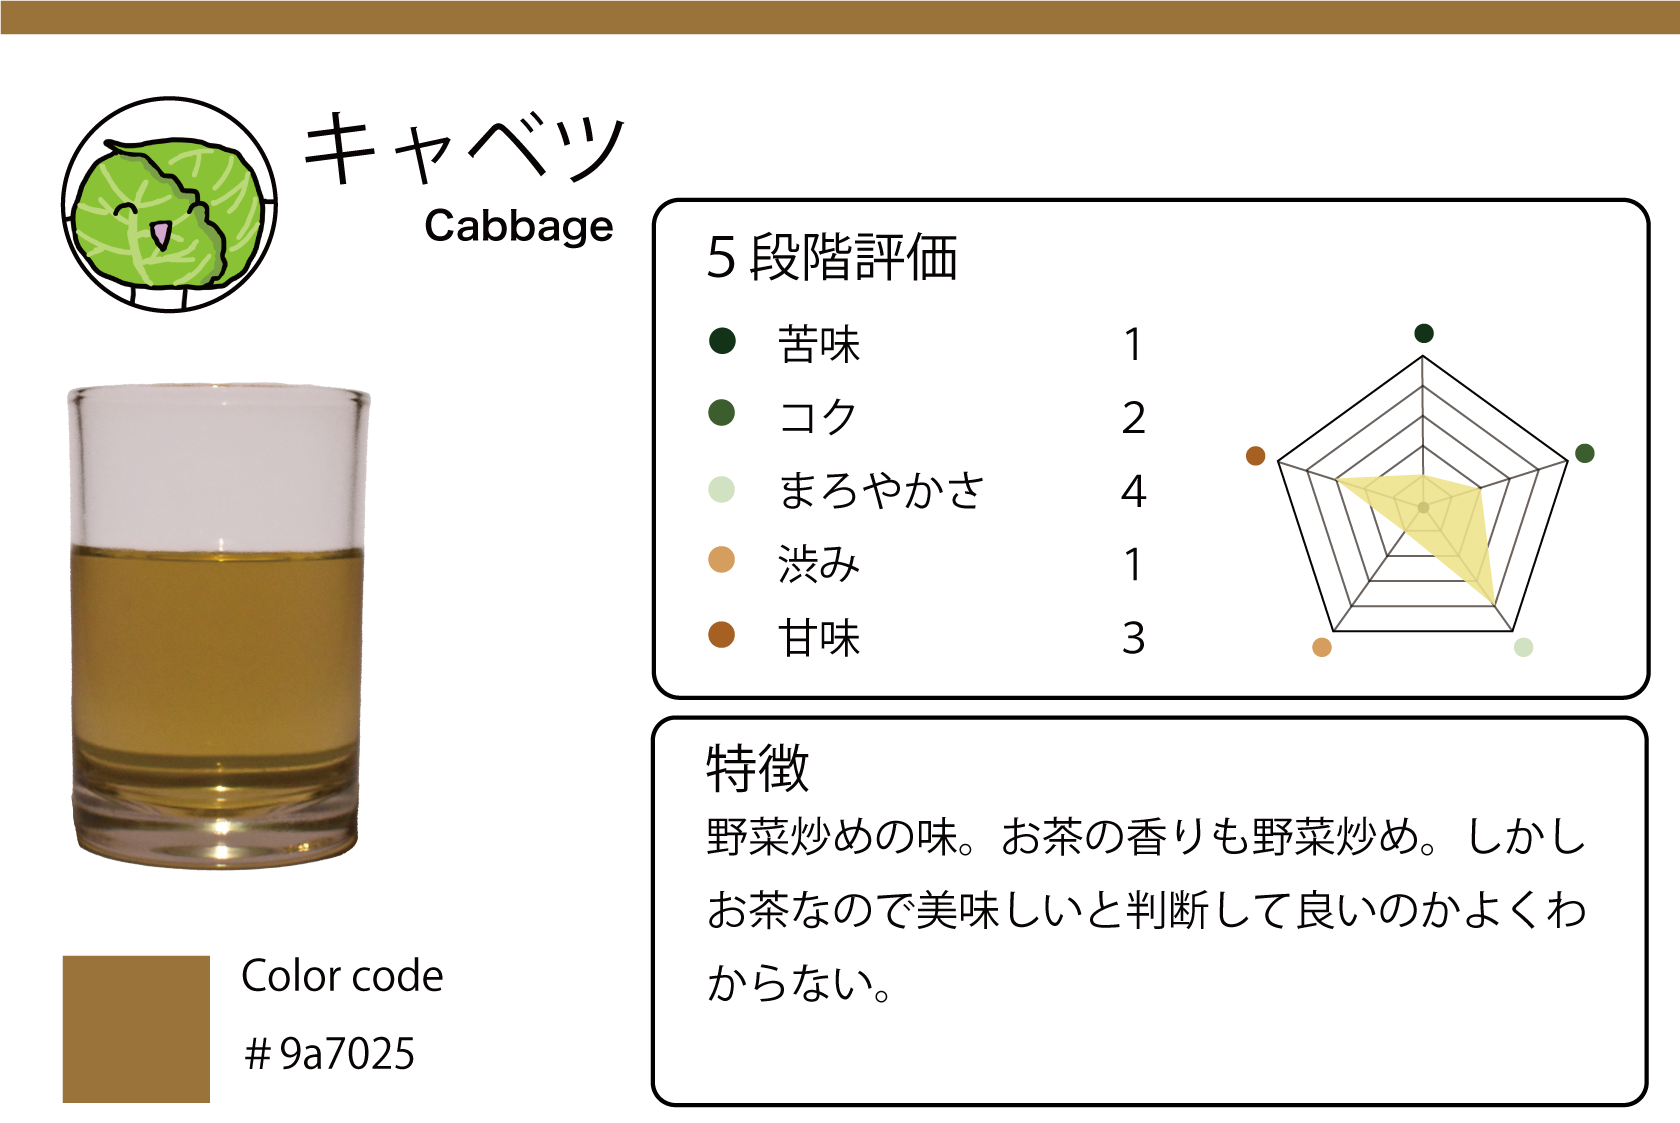 キャベツ
Cabbage
5 段階評価
苦味 1
コク 2
まろやかさ 4
渋み 1
甘味 3
特徴
野菜炒めの味。お茶の香りも野菜炒め。しかし
お茶なので美味しいと判断して良いのかよくわ
からない。
Color code
# 9a7025